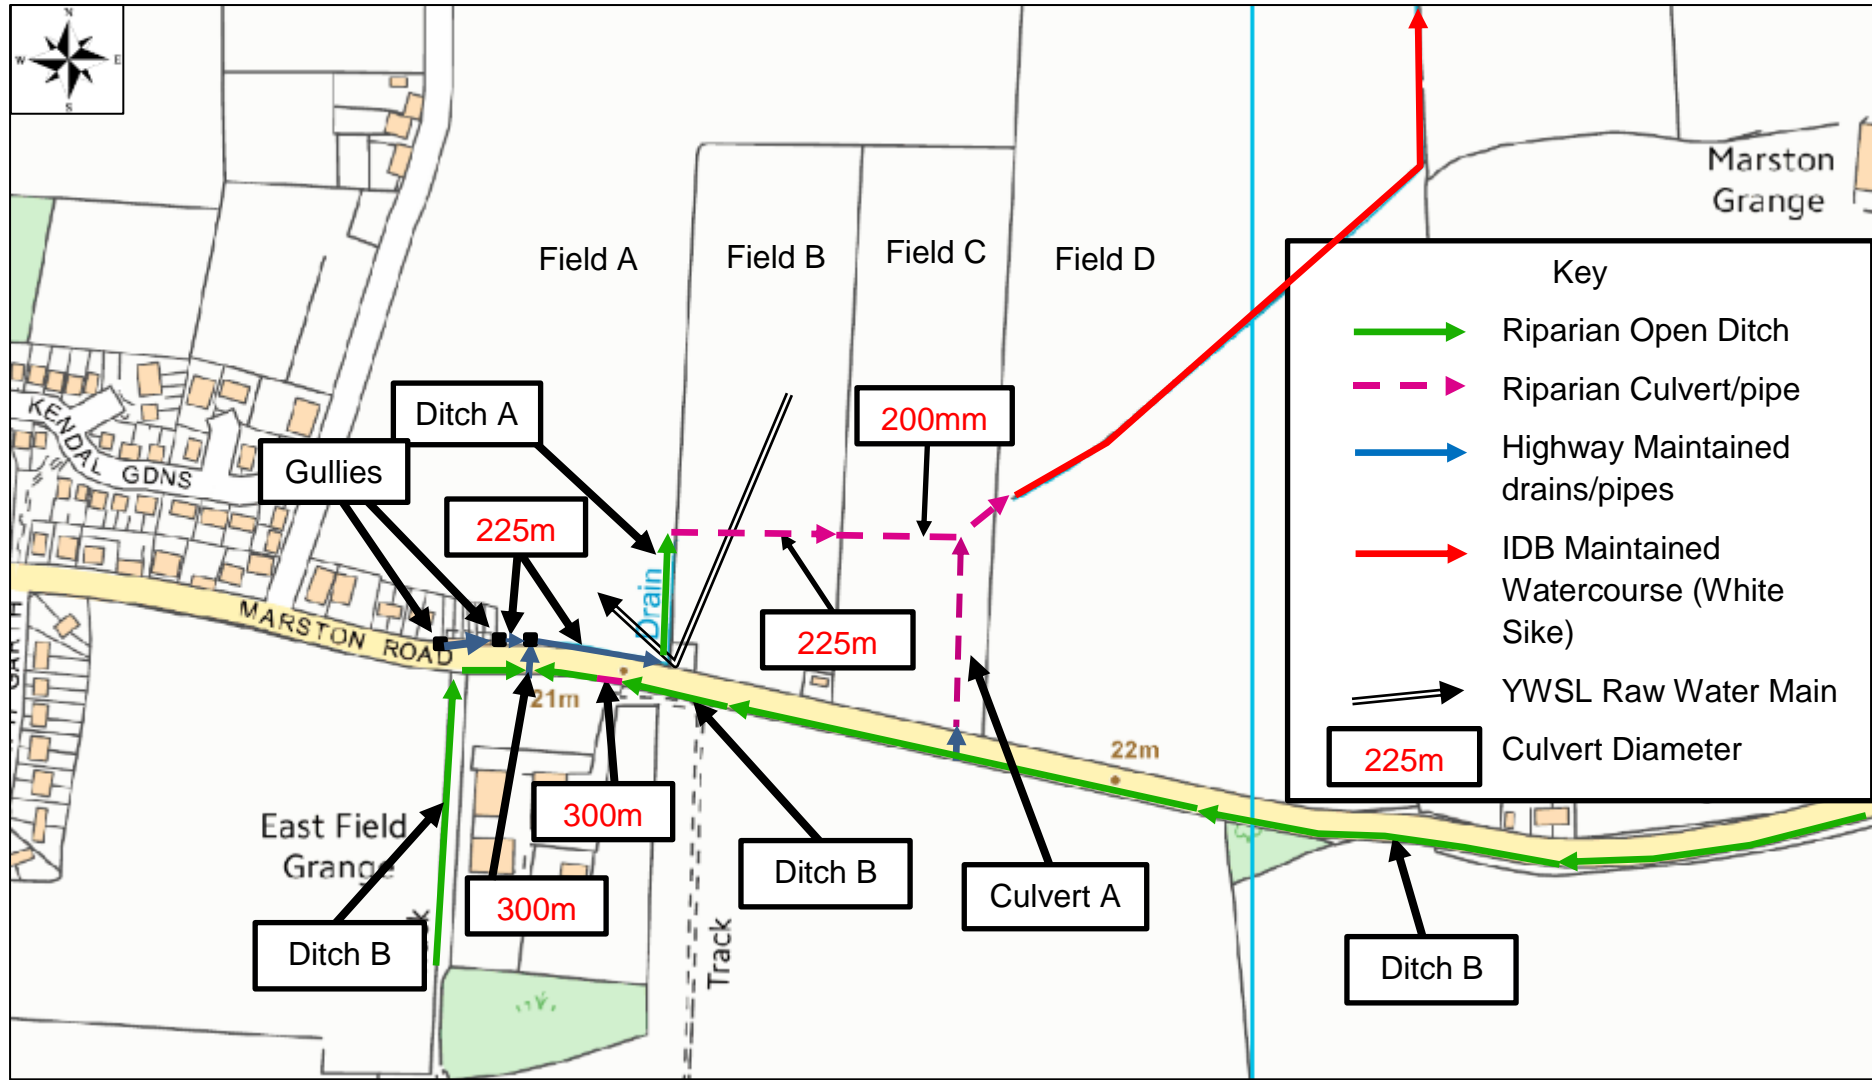 N
W
E
S
Marston
Grange
Field A
Field B
Field C
Field D
Key
Riparian Open Ditch
Riparian Culvert/pipe
Highway Maintained
drains/pipes
IDB Maintained
Watercourse (White
Sike)
YWSL Raw Water Main
225m
Culvert Diameter
Ditch A
200mm
KENDAL
GDNS
Gullies
225m
Drain
225m
MARSTON ROAD
21m
22m
300m
East Field
Grange
Ditch B
Culvert A
300m
Ditch B
Track
Ditch B